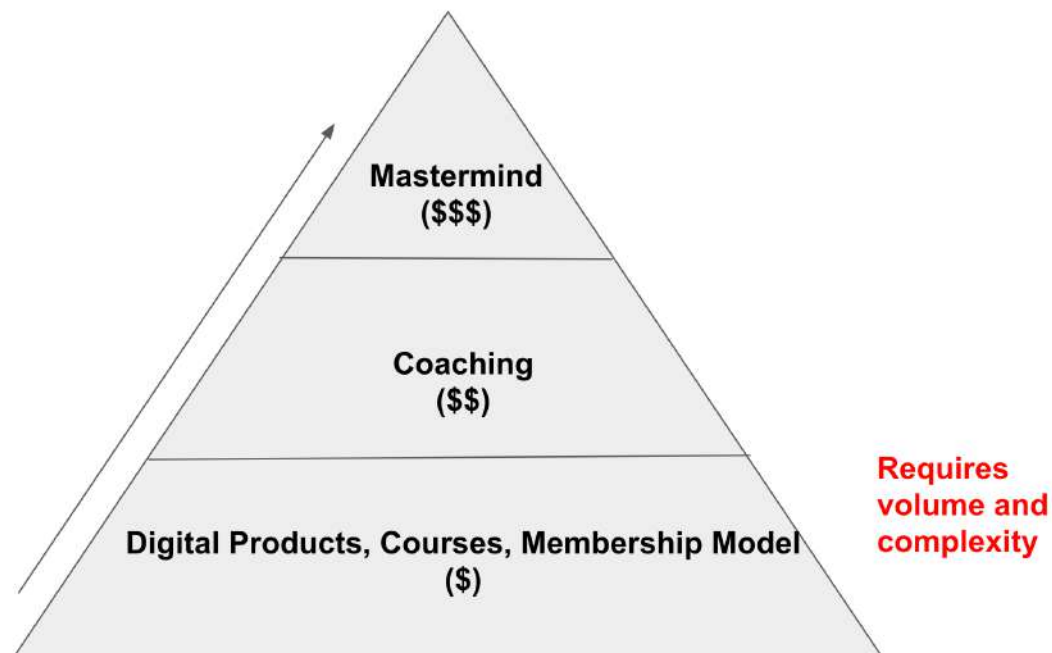 Mastermind
($$$)
Coaching
($$)
Requires
volume and
complexity
Digital Products, Courses, Membership Model
($)